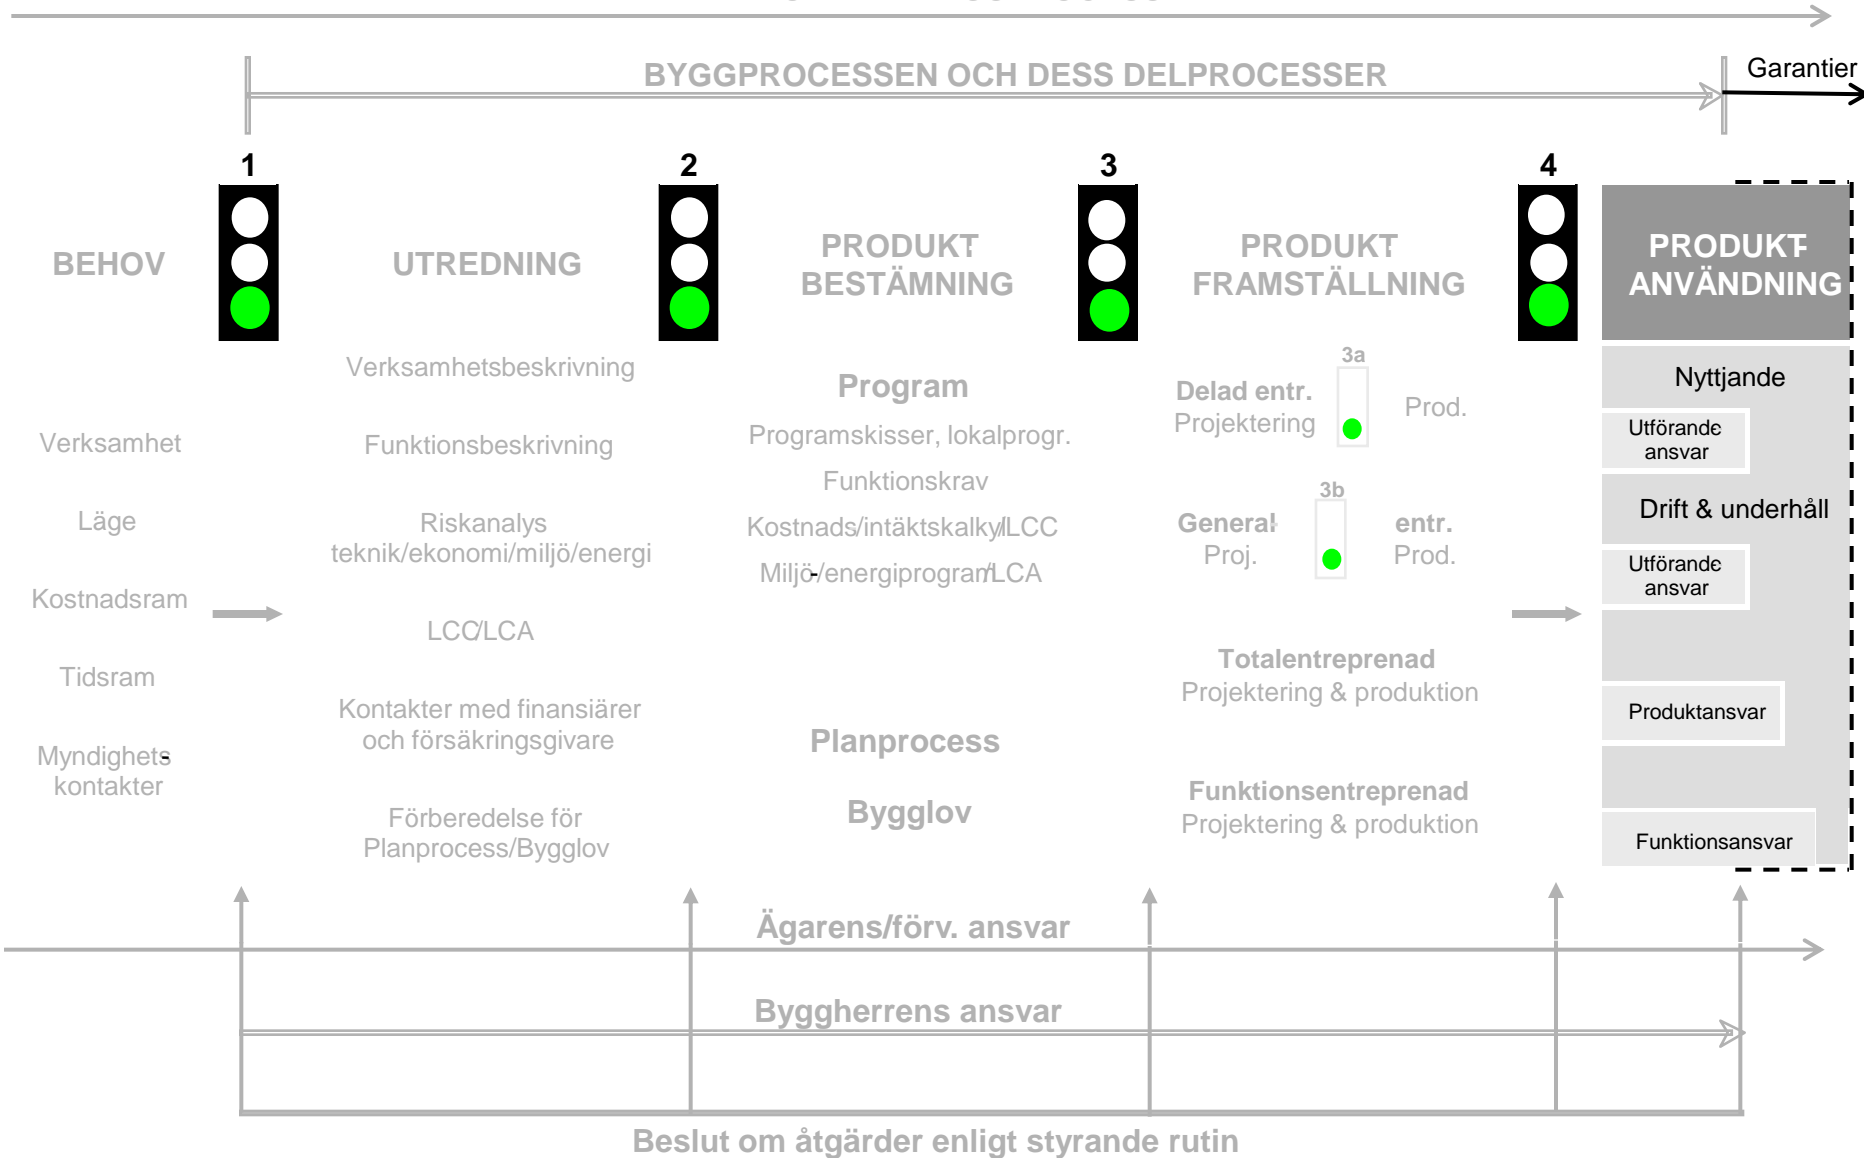 BYGGPROCESSEN OCH DESS DELPROCESSER
Garantier
1
2
3
4
BEHOV
UTREDNING
PRODUKT-
BESTÄMNING
PRODUKT-
FRAMSTÄLLNING
PRODUKT-
ANVÄNDNING
Verksamhet
Läge
Kostnadsram
Tidsram
Myndighets-
kontakter
Verksamhetsbeskrivning
Funktionsbeskrivning
Riskanalys
teknik/ekonomi/miljö/energi
LCC/LCA
Kontakter med finansiärer
och försäkringsgivare
Förberedelse för
Planprocess/Bygglov
Program
Programskisser, lokalprogr.
Funktionskrav
Kostnads/intäktskalkyl/LCC
Miljö-/energiprogram/LCA
Planprocess
Bygglov
3a
Delad entr.
Projektering
Prod.
3b
General-
entr.
Proj.
Prod.
Totalentreprenad
Projektering & produktion
Funktionsentreprenad
Projektering & produktion
Nyttjande
Utförande
ansvar
Drift & underhåll
Utförande
ansvar
Produktansvar
Funktionsansvar
Ägarens/förv. ansvar
Byggherrens ansvar
Beslut om åtgärder enligt styrande rutin